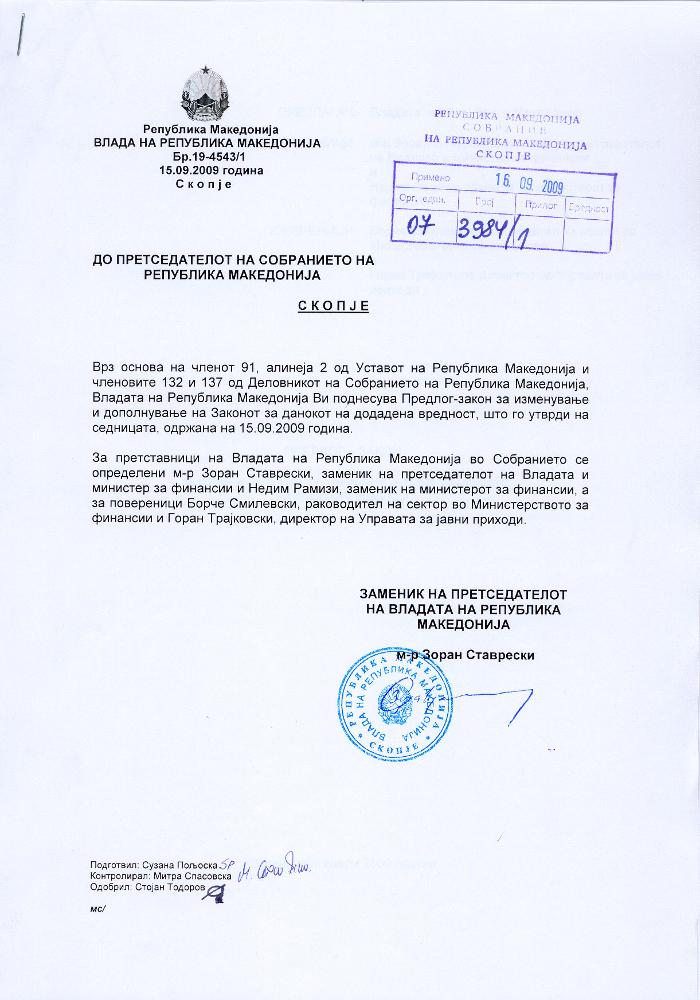 Република Македонија
ВЛАДА НА РЕПУБЛИКА МАКЕДОНИЈА
Бр.19-4543/1
15.09.2009 година
С к о п ј е
РЕПУБЛИКА МАКЕДОНИЈА
СОБРАНИЕ
НА РЕПУБЛИКА МАКЕДОНИЈА
СКОПЈЕ
Примено 16. 09. 2009
Орг. един. Број Прилог Вредност
07 3984/1
ДО ПРЕТСЕДАТЕЛОТ НА СОБРАНИЕТО НА
РЕПУБЛИКА МАКЕДОНИЈА
С К О П Ј Е
Врз основа на членот 91, алинеја 2 од Уставот на Република Македонија и
членовите 132 и 137 од Деловникот на Собранието на Република Македонија,
Владата на Република Македонија Ви поднесува Предлог-закон за изменување
и дополнување на Законот за данокот на додадена вредност, што го утврди на
седницата, одржана на 15.09.2009 година.
За претставници на Владата на Република Македонија во Собранието се
определени м-р Зоран Ставрески, заменик на претседателот на Владата и
министер за финансии и Недим Рамизи, заменик на министерот за финансии, а
за повереници Борче Смилевски, раководител на сектор во Министерството за
финансии и Горан Трајковски, директор на Управата за јавни приходи.
ЗАМЕНИК НА ПРЕТСЕДАТЕЛОТ
НА ВЛАДАТА НА РЕПУБЛИКА
МАКЕДОНИЈА
м-р Зоран Ставрески
РЕПУБЛИКА МАКЕДОНИЈА
ВЛАДА НА РЕПУБЛИКА МАКЕДОНИЈА
* СКОПЈЕ *
Подготвил: Сузана Пољоска
Контролирал: Митра Спасовска
Одобрил: Стојан Тодоров
мс/